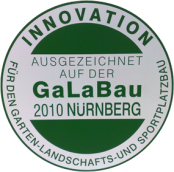 INNOVATION
AUSGEZEICHNET
AUF DER
GaLaBau
2010 NÜRNBERG
FÜR DEN GARTEN-LANDSCHAFTS-UND SPORTPLATZBAU